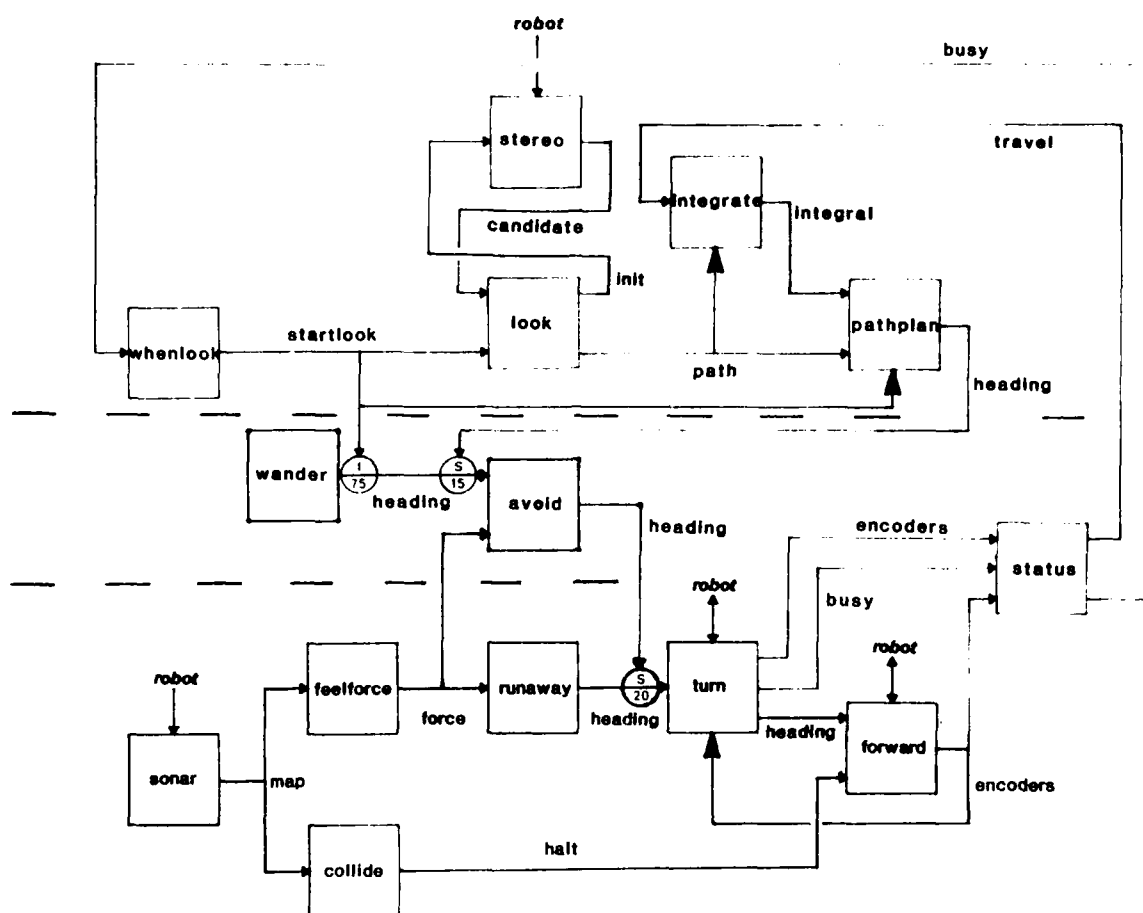 robot
busy
stereo
travel
integrate
integral
candidate
init
look
pathplan
whenlook
startlook
path
heading
wander
I
75
heading
S
15
avoid
heading
encoders
status
busy
robot
robot
robot
feelforce
runaway
S
20
turn
force
heading
heading
forward
sonar
map
encoders
halt
collide